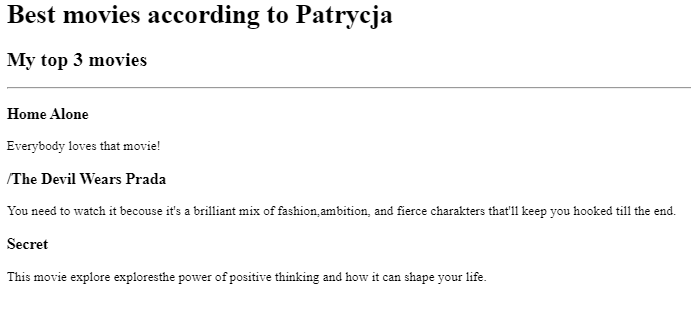 Best movies according to Patrycja
My top 3 movies
Home Alone
Everybody loves that movie!
/The Devil Wears Prada
You need to watch it becouse it's a brilliant mix of fashion,ambition, and fierce charakters that'll keep you hooked till the end.
Secret
This movie explore exploresthe power of positive thinking and how it can shape your life.